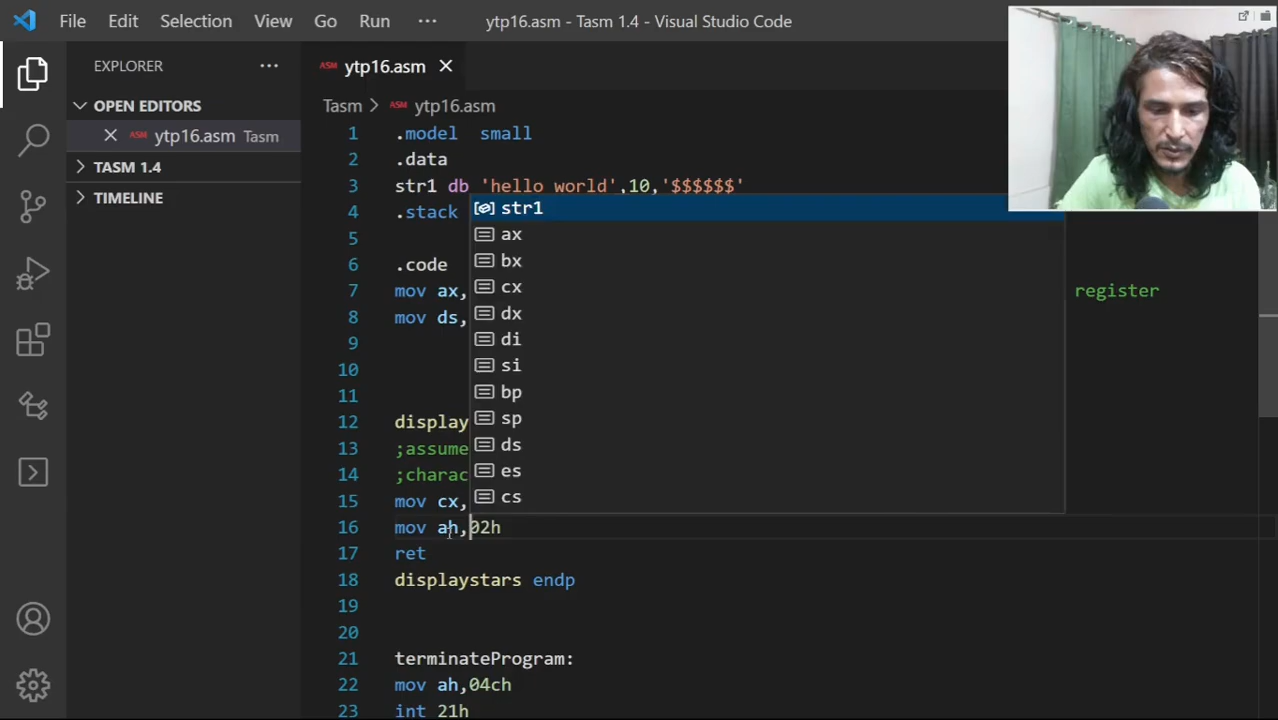 File Edit Selection View Go Run ··· ytp16.asm - Tasm 1.4 - Visual Studio Code
EXPLORER ···
OPEN EDITORS
ytp16.asm Tasm
TASM 1.4
TIMELINE
ASM ytp16.asm
Tasm > ASM ytp16.asm
1 .model small
2 .data
3 str1 db 'hello world',10,'$$$$$$'
4 .stack
5
6 .code
7 mov ax, register
8 mov ds,
9
10
11
12 display
13 ;assume
14 ;charac
15 mov cx,
16 mov ah,02h
17 ret
18 displaystars endp
19
20
21 terminateProgram:
22 mov ah,04ch
23 int 21h
str1
ax
bx
cx
dx
di
si
bp
sp
ds
es
cs